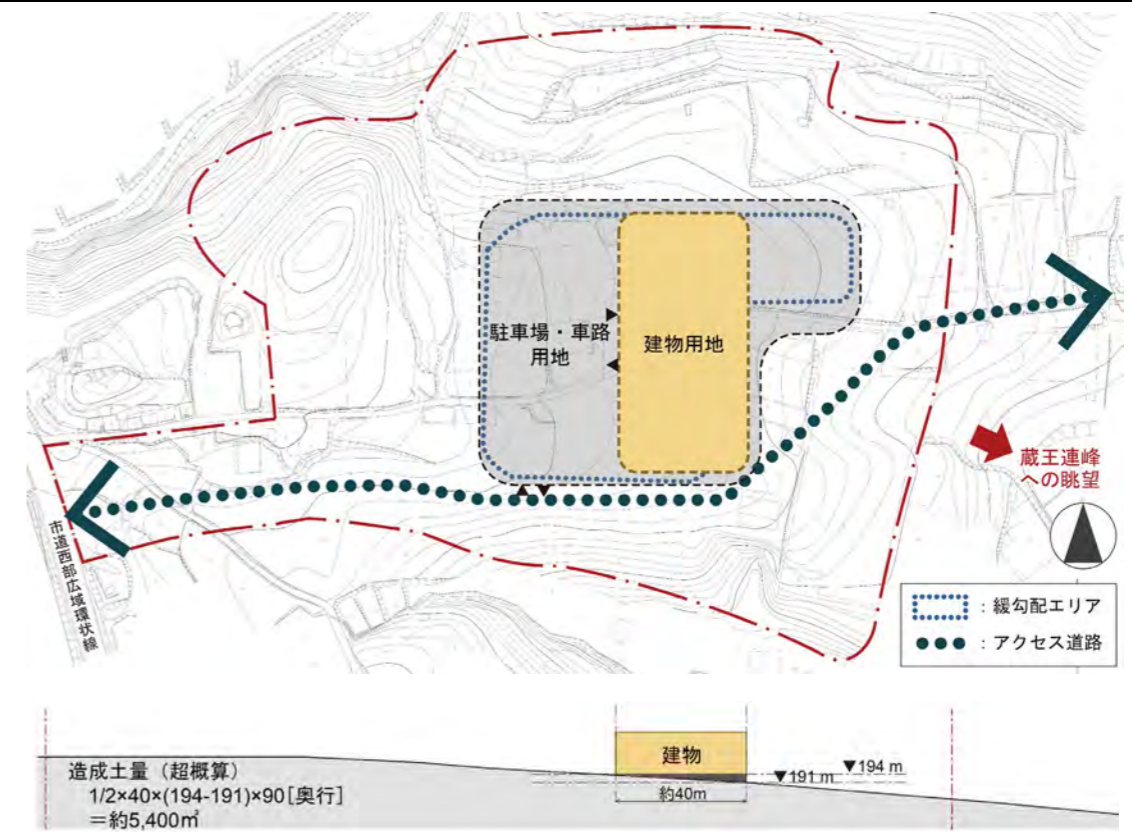 駐車場・車路
用地
建物用地
蔵王連峰
への眺望
市道西部広域環状線
：緩勾配エリア
：アクセス道路
建物
造成土量（超概算）
1/2×40×(194-191)×90[奥行]
＝約5,400㎥
約40m
▼191 m
▼194 m